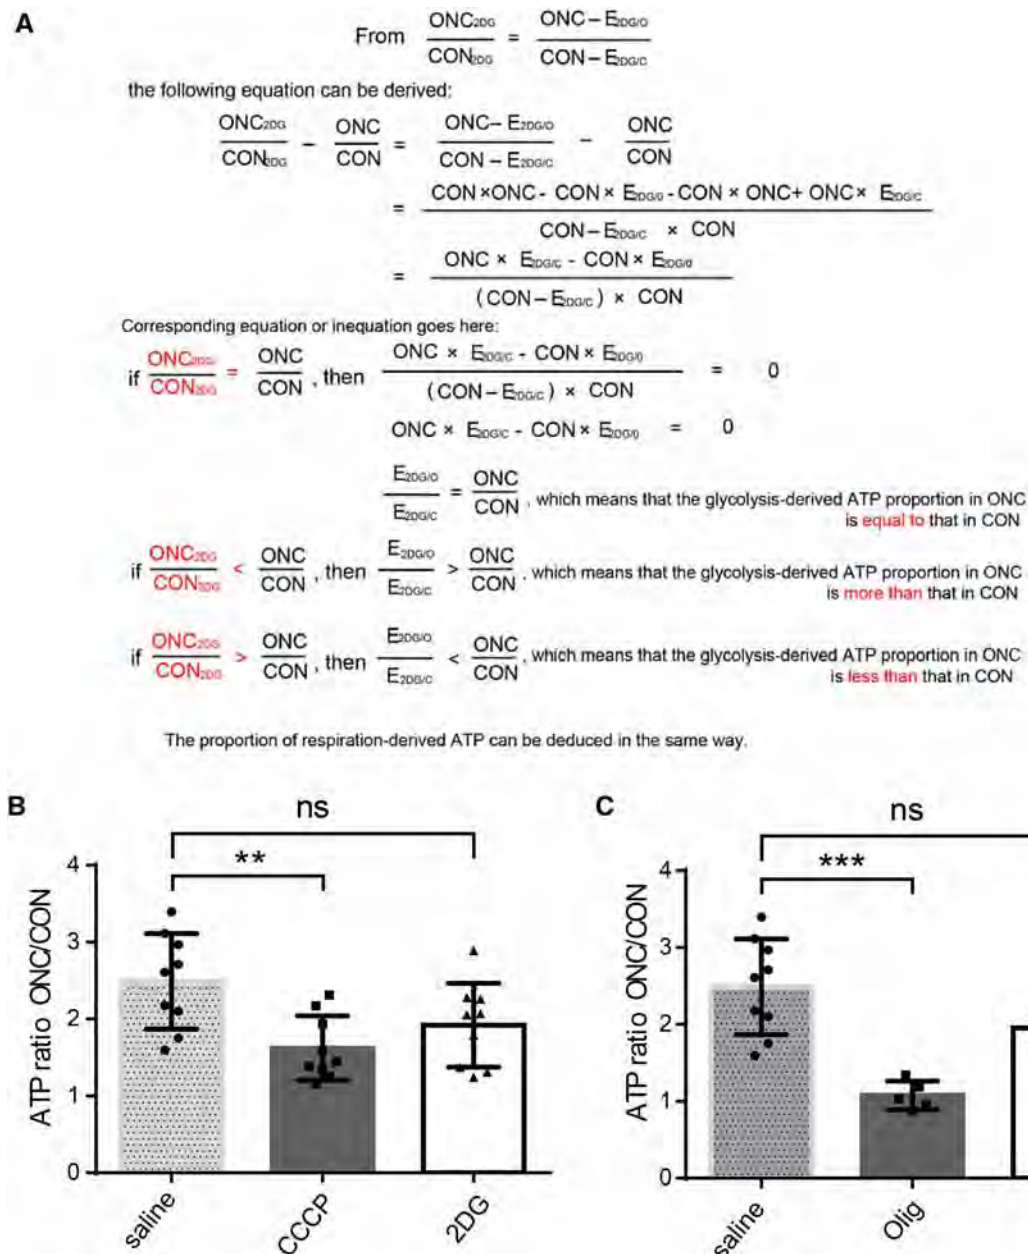 A
From ONC2DG / CON2DG = ONC – E2DG/O / CON – E2DG/C
the following equation can be derived:
ONC2DG / CON2DG – ONC / CON = ONC – E2DG/O / CON – E2DG/C – ONC / CON
= CON × ONC - CON × E2DG/0 - CON × ONC + ONC × E2DG/C / CON – E2DG/C × CON
= ONC × E2DG/C - CON × E2DG/0 / (CON – E2DG/C) × CON
Corresponding equation or inequation goes here:
if ONC2DG / CON2DG = ONC / CON , then ONC × E2DG/C - CON × E2DG/0 / (CON – E2DG/C) × CON = 0
ONC × E2DG/C - CON × E2DG/0 = 0
E2DG/O / E2DG/C = ONC / CON , which means that the glycolysis-derived ATP proportion in ONC
is equal to that in CON
if ONC2DG / CON2DG < ONC / CON , then E2DG/O / E2DG/C > ONC / CON , which means that the glycolysis-derived ATP proportion in ONC
is more than that in CON
if ONC2DG / CON2DG > ONC / CON , then E2DG/O / E2DG/C < ONC / CON , which means that the glycolysis-derived ATP proportion in ONC
is less than that in CON
The proportion of respiration-derived ATP can be deduced in the same way.
B
ns
**
ATP ratio ONC/CON
4
3
2
1
0
saline
CCCP
2DG
C
ns
***
ATP ratio ONC/CON
4
3
2
1
0
saline
Olig